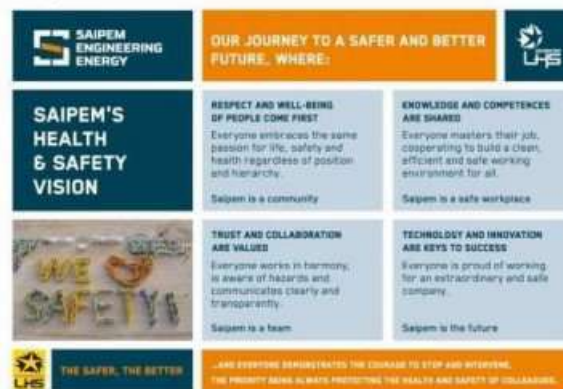 SAIPEM
ENGINEERING
ENERGY
OUR JOURNEY TO A SAFER AND BETTER
FUTURE, WHERE:
LHS
SAIPEM'S
HEALTH
& SAFETY
VISION
RESPECT AND WELL-BEING
OF PEOPLE COME FIRST
Everyone embraces the same
passion for life, safety and
health regardless of position
and hierarchy.
Saipem is a community
KNOWLEDGE AND COMPETENCES
ARE SHARED
Everyone masters their job,
cooperating to build a clean,
efficient and safe working
environment for all.
Saipem is a safe workplace
WE
SAFETY!
TRUST AND COLLABORATION
ARE VALUED
Everyone works in harmony,
is aware of hazards and
communicates clearly and
transparently.
Saipem is a team
TECHNOLOGY AND INNOVATION
ARE KEYS TO SUCCESS
Everyone is proud of working
for an extraordinary and safe
company.
Saipem is the future
LHS
THE SAFER, THE BETTER
...AND EVERYONE DEMONSTRATES THE COURAGE TO STEP AND INTERVENE,
THE PRIORITY BEING ALWAYS PROTECTING THE HEALTH AND SAFETY OF COLLEAGUES.